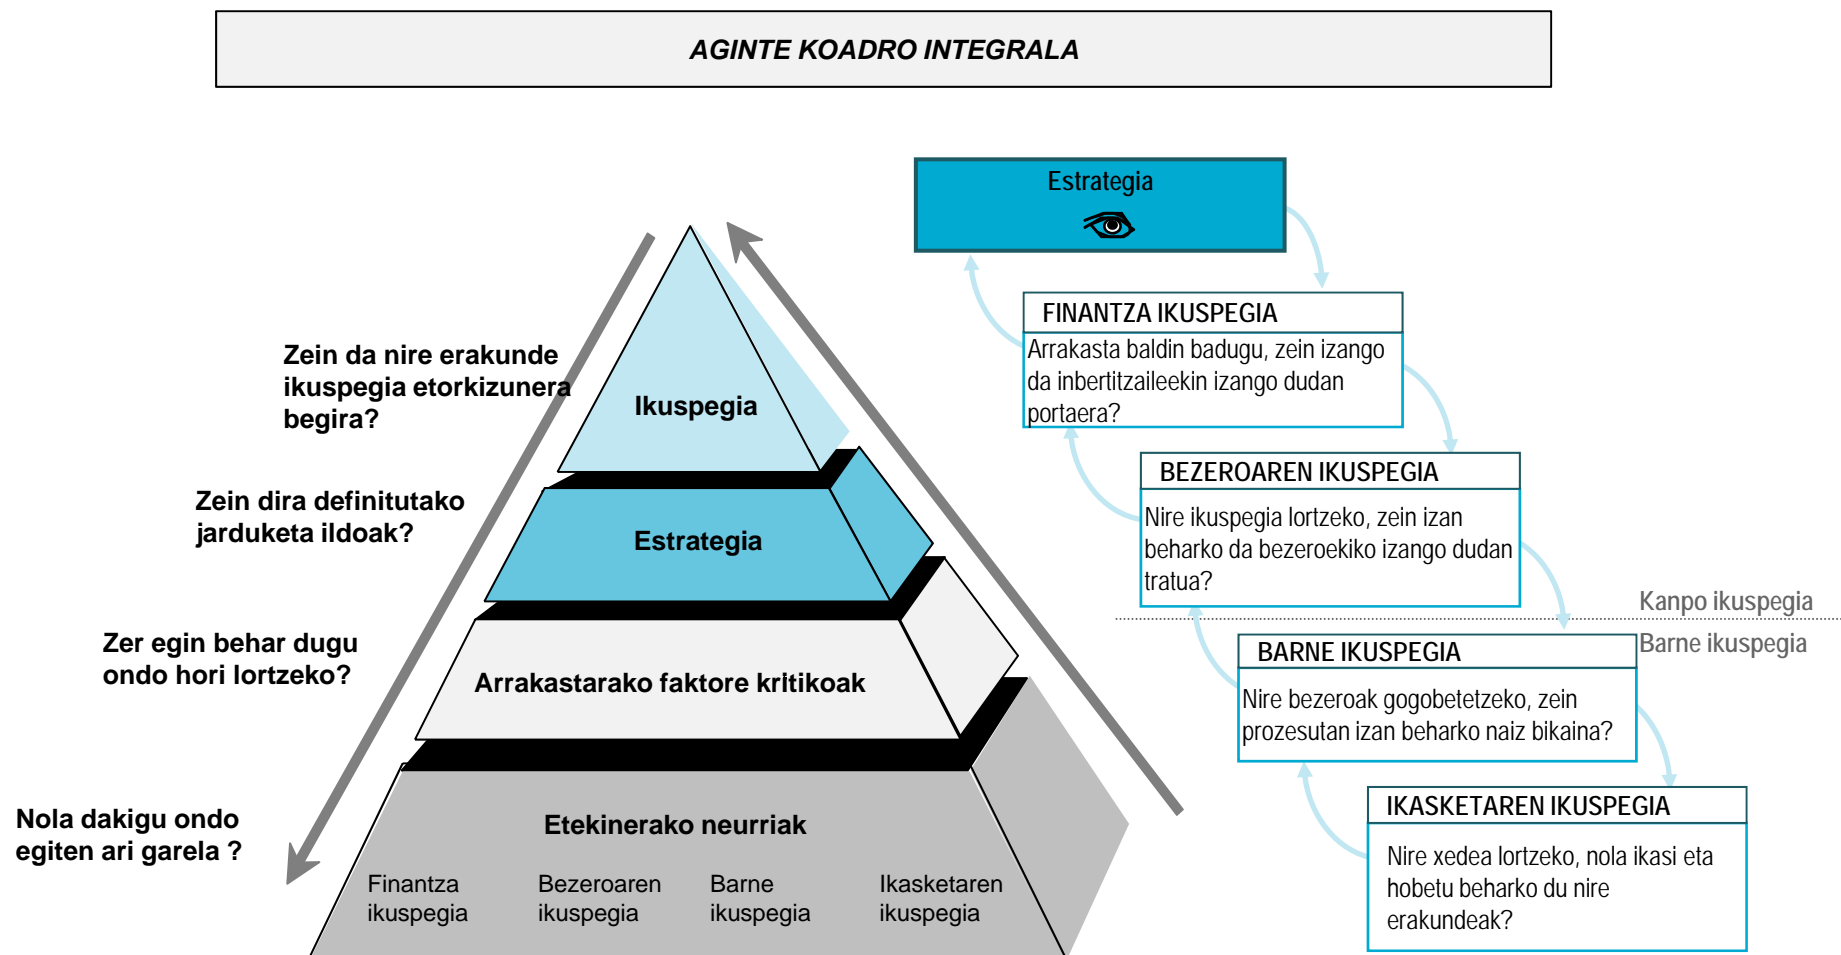 AGINTE KOADRO INTEGRALA
Zein da nire erakunde
ikuspegia etorkizunera
begira?
Zein dira definitutako
jarduketa ildoak?
Zer egin behar dugu
ondo hori lortzeko?
Nola dakigu ondo
egiten ari garela ?
Ikuspegia
Estrategia
Arrakastarako faktore kritikoak
Etekinerako neurriak
Finantza
ikuspegia
Bezeroaren
ikuspegia
Barne
ikuspegia
Ikasketaren
ikuspegia
Estrategia
FINANTZA IKUSPEGIA
Arrakasta baldin badugu, zein izango
da inbertitzaileekin izango dudan
portaera?
BEZEROAREN IKUSPEGIA
Nire ikuspegia lortzeko, zein izan
beharko da bezeroekiko izango dudan
tratua?
Kanpo ikuspegia
Barne ikuspegia
BARNE IKUSPEGIA
Nire bezeroak gogobetetzeko, zein
prozesutan izan beharko naiz bikaina?
IKASKETAREN IKUSPEGIA
Nire xedea lortzeko, nola ikasi eta
hobetu beharko du nire
erakundeak?